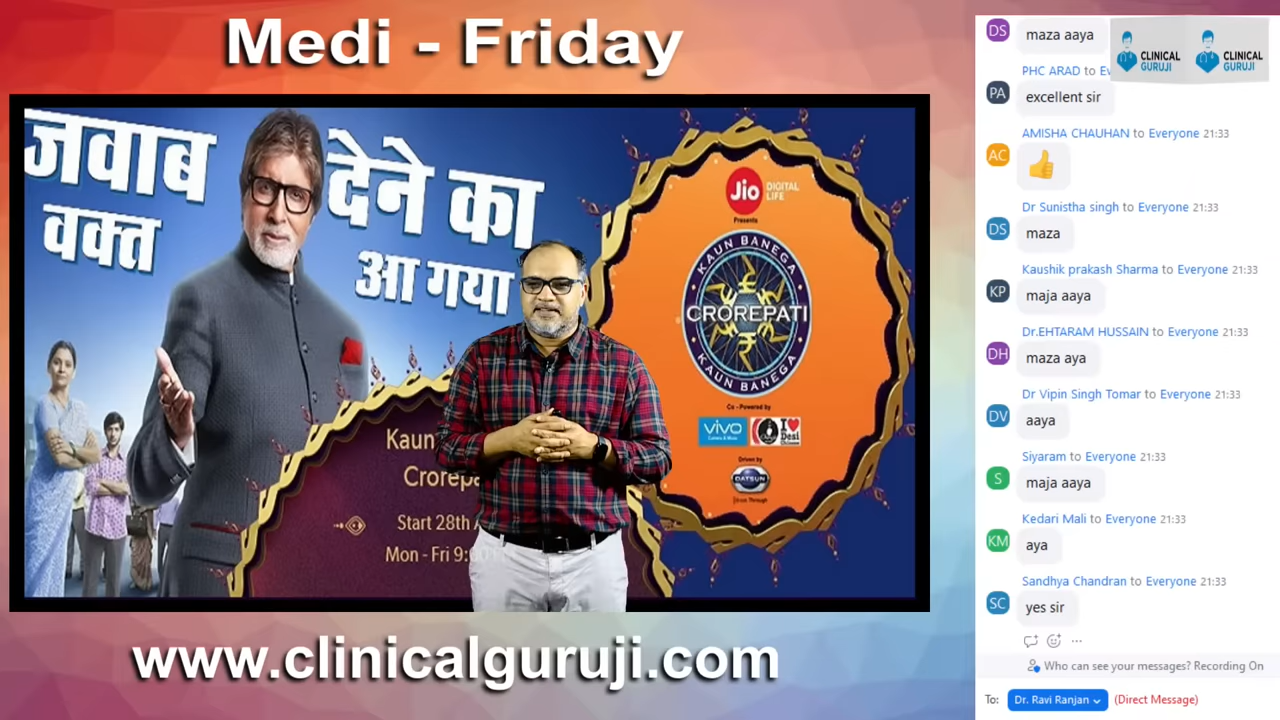 Medi - Friday
जवाब
देने का
वक्त
आ गया
Jio DIGITAL
LIFE
Presents
KAUN BANEGA
CROREPATI
KAUN BANEGA
Co - Powered by
vivo
Camera & Music
I
Desi
Driven By
DATSUN
Kaun
Crorepa
Start 28th A
Mon - Fri 9:0
www.clinicalguruji.com
CLINICAL
GURUJI
CLINICAL
GURUJI
DS
maza aaya
PHC ARAD to Ev
PA
excellent sir
AMISHA CHAUHAN to Everyone 21:33
AC
👍
Dr Sunistha singh to Everyone 21:33
DS
maza
Kaushik prakash Sharma to Everyone 21:33
KP
maja aaya
Dr.EHTARAM HUSSAIN to Everyone 21:33
DH
maza aya
Dr Vipin Singh Tomar to Everyone 21:33
DV
aaya
Siyaram to Everyone 21:33
S
maja aaya
Kedari Mali to Everyone 21:33
KM
aya
Sandhya Chandran to Everyone 21:33
SC
yes sir
Who can see your messages? Recording On
To: Dr. Ravi Ranjan (Direct Message)